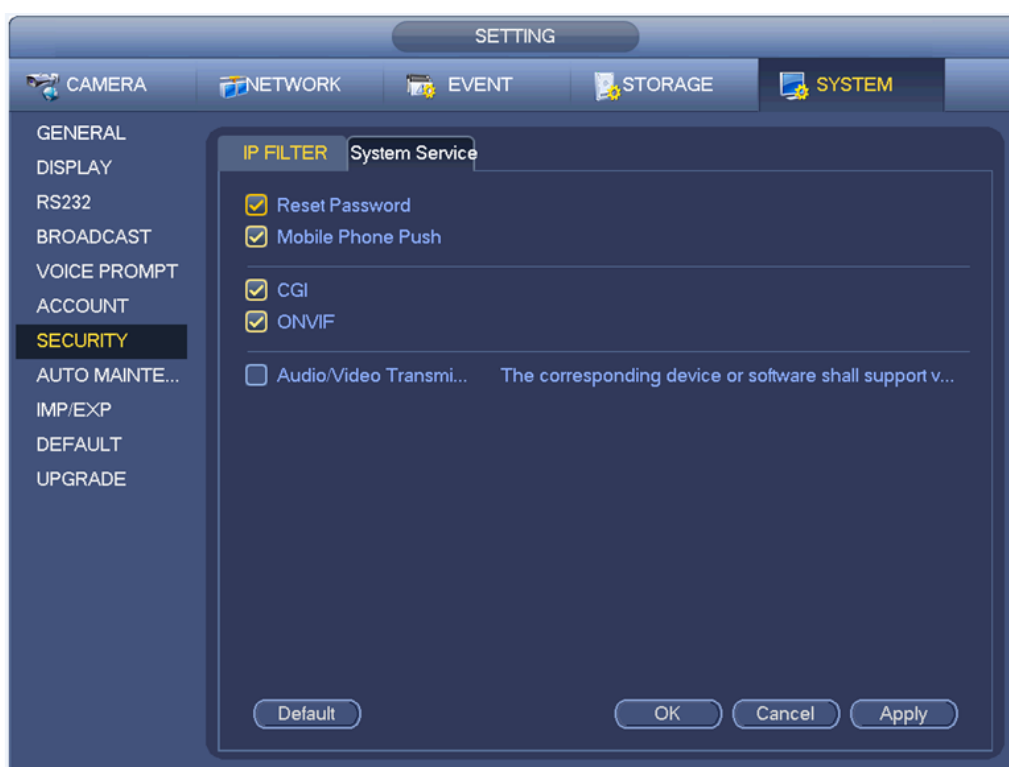 SETTING
CAMERA NETWORK EVENT STORAGE SYSTEM
GENERAL
DISPLAY
RS232
BROADCAST
VOICE PROMPT
ACCOUNT
SECURITY
AUTO MAINTE...
IMP/EXP
DEFAULT
UPGRADE
IP FILTER System Service
Reset Password
Mobile Phone Push
CGI
ONVIF
Audio/Video Transmi... The corresponding device or software shall support v...
Default OK Cancel Apply